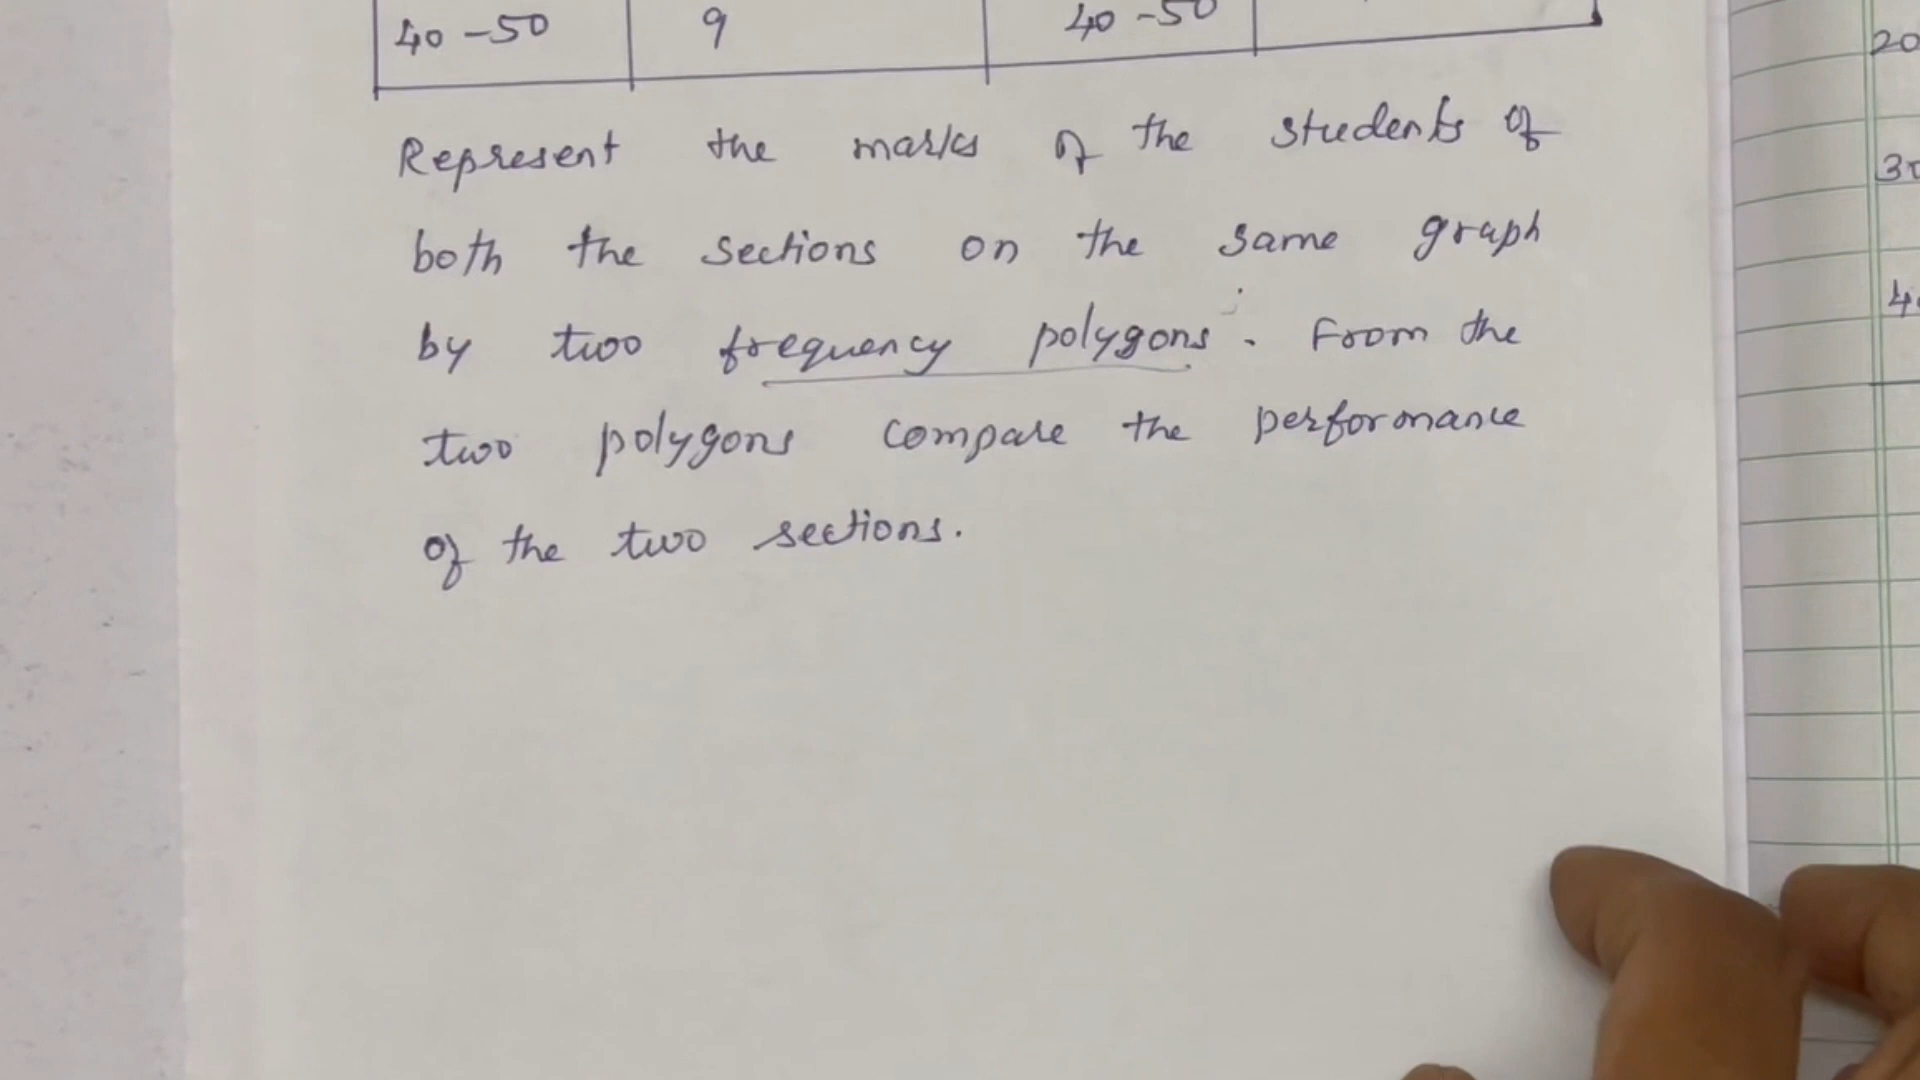 40-50 9 40-50
Represent the marks of the students of
both the sections on the same graph
by two frequency polygons. From the
two polygons compare the performance
of the two sections.
20